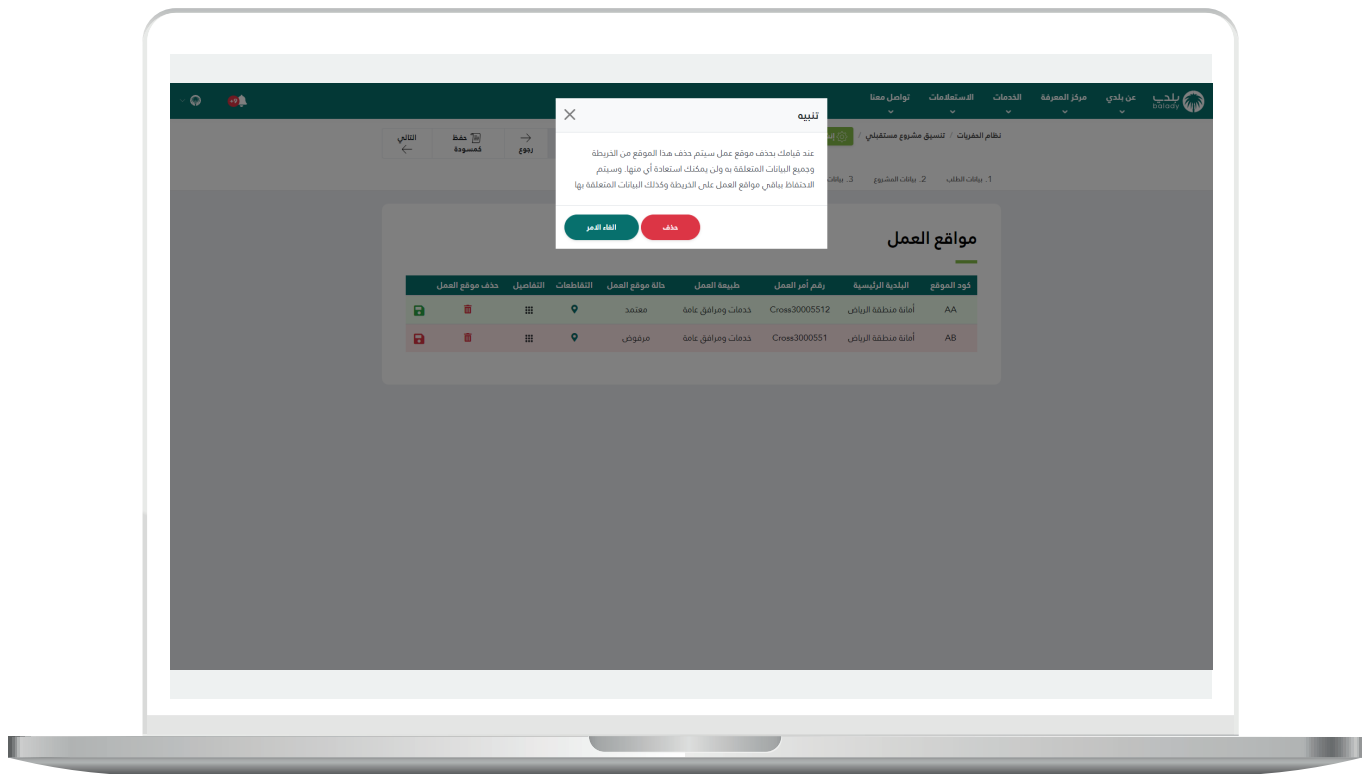 بلدي
balady
عن بلدي
مركز المعرفة
الخدمات
الاستعلامات
تواصل معنا
+9
نظام الحفريات / تنسيق مشروع مستقبلي /
رجوع
حفظ كمسودة
التالي
1. بيانات الطلب
2. بيانات المشروع
3. بيانات
تنبيه
عند قيامك بحذف موقع عمل سيتم حذف هذا الموقع من الخريطة
وجميع البيانات المتعلقة به ولن يمكنك استعادة أي منها. وسيتم
الاحتفاظ بباقي مواقع العمل على الخريطة وكذلك البيانات المتعلقة بها
حذف
الغاء الامر
مواقع العمل
كود الموقع البلدية الرئيسية رقم أمر العمل طبيعة العمل حالة موقع العمل التقاطعات التفاصيل حذف موقع العمل
AA أمانة منطقة الرياض Cross30005512 خدمات ومرافق عامة معتمد
AB أمانة منطقة الرياض Cross3000551 خدمات ومرافق عامة مرفوض